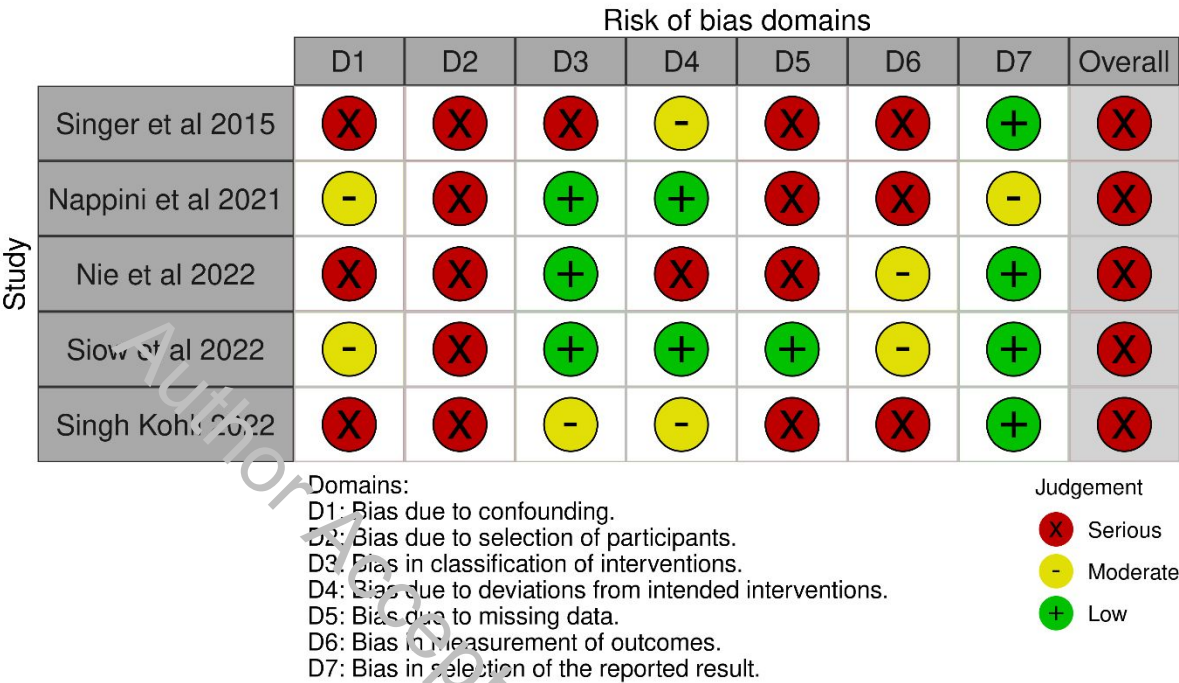 Risk of bias domains
D1 D2 D3 D4 D5 D6 D7 Overall
Study
Singer et al 2015 X X X - X X + X
Nappini et al 2021 - X + + X X - X
Nie et al 2022 X X + X X - + X
Siow et al 2022 - X + + + - + X
Singh Kohli 2022 X X - - X X + X
Domains:
D1: Bias due to confounding.
D2: Bias due to selection of participants.
D3: Bias in classification of interventions.
D4: Bias due to deviations from intended interventions.
D5: Bias due to missing data.
D6: Bias in measurement of outcomes.
D7: Bias in selection of the reported result.
Judgement
X Serious
- Moderate
+ Low
Author Accept